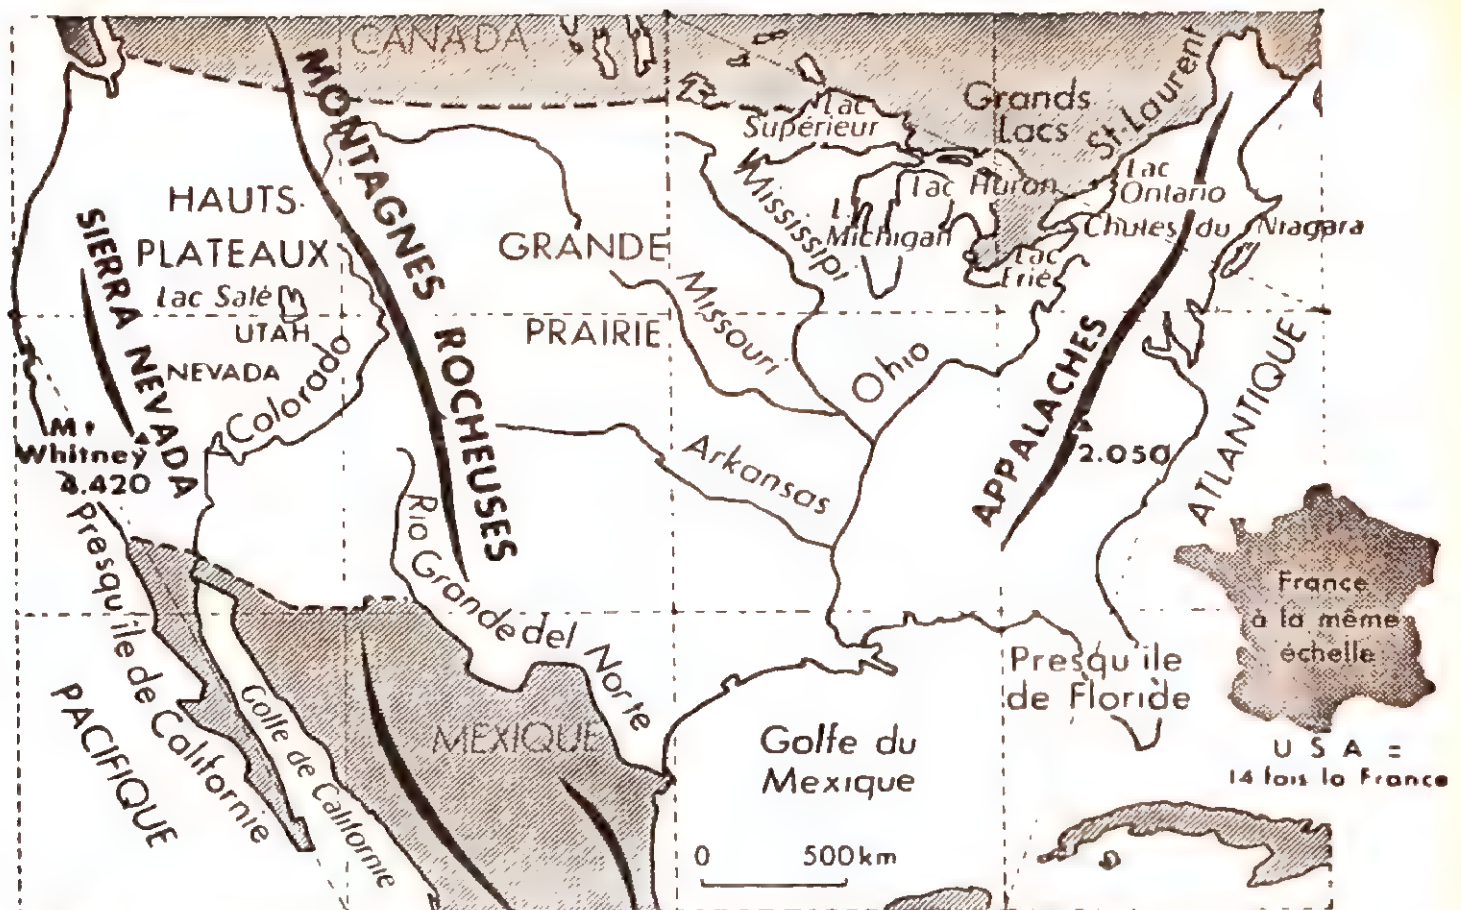 CANADA
MONTAGNES ROCHEUSES
Grands
Lacs
St-Laurent
Lac
Supérieur
Mississipi
Lac Huron
Lac
Ontario
L.
Michigan
Chutes du Niagara
Lac
Érié
HAUTS
PLATEAUX
SIERRA NEVADA
Lac Salé
UTAH
NEVADA
Colorado
GRANDE
PRAIRIE
Missouri
Ohio
Arkansas
APPALACHES
2.050
ATLANTIQUE
Mt
Whitney
4.420
Rio Grande del Norte
Presqu'ile de Californie
Golfe de Californie
PACIFIQUE
MEXIQUE
Golfe du
Mexique
Presqu'ile
de Floride
France
à la même
échelle
USA =
14 fois la France
0 500km